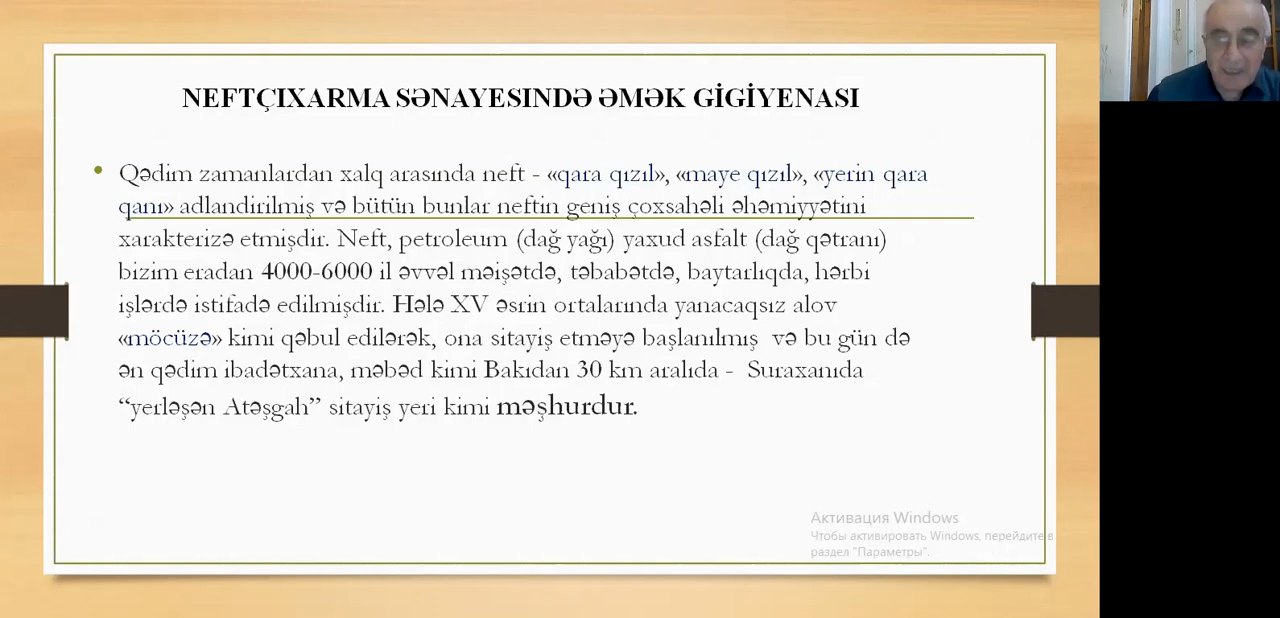 NEFTÇIXARMA SƏNAYESINDƏ ƏMƏK GİGİYENASI
• Qədim zamanlardan xalq arasında neft - «qara qızıl», «maye qızıl», «yerin qara
qanı» adlandirilmiş və bütün bunlar neftin geniş çoxsahəli əhəmiyyətini
xarakterizə etmişdir. Neft, petroleum (dağ yağı) yaxud asfalt (dağ qətranı)
bizim eradan 4000-6000 il əvvəl məişətdə, təbabətdə, baytarlıqda, hərbi
işlərdə istifadə edilmişdir. Hələ XV əsrin ortalarında yanacaqsız alov
«möcüzə» kimi qəbul edilərək, ona sitayiş etməyə başlanılmış və bu gün də
ən qədim ibadətxana, məbəd kimi Bakıdan 30 km aralıda - Suraxanıda
“yerləşən Atəşgah” sitayiş yeri kimi məşhurdur.
Активация Windows
Чтобы активировать Windows, перейдите в
раздел "Параметры".